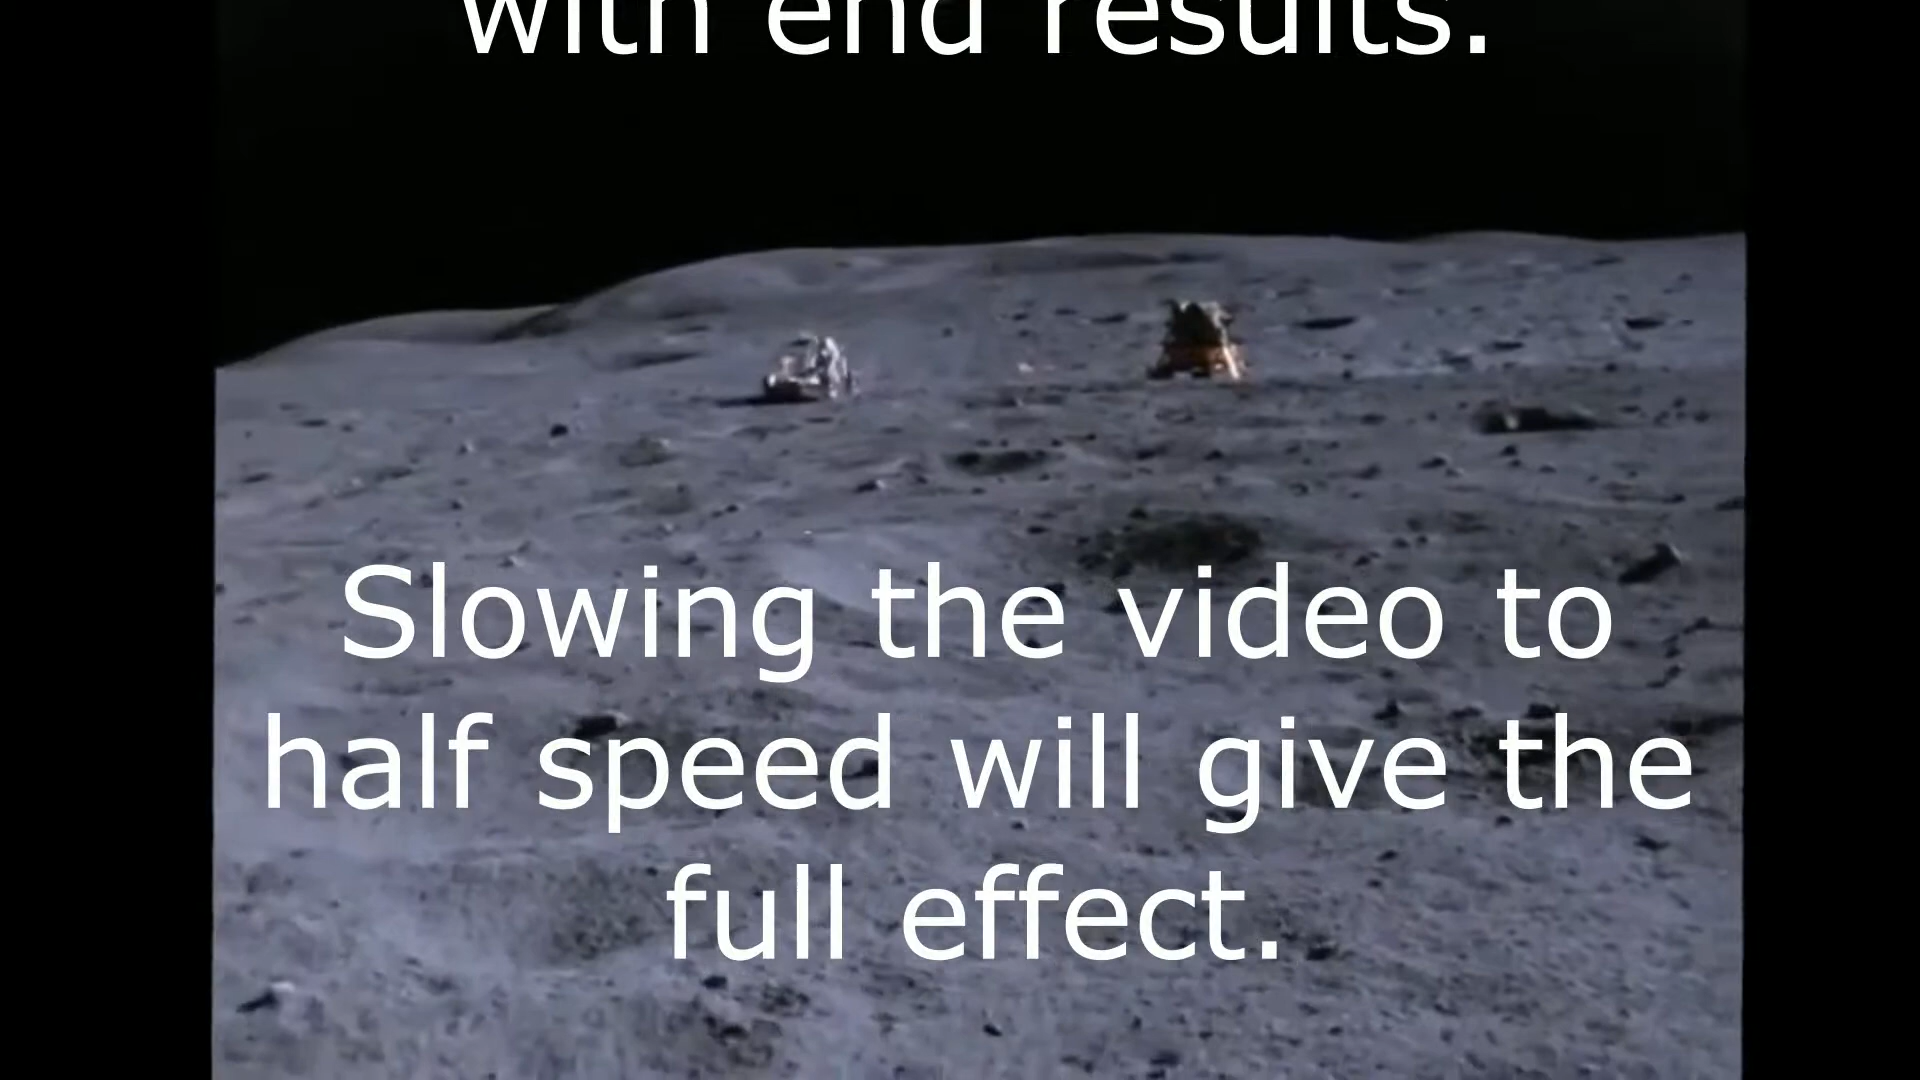 with end results.
Slowing the video to
half speed will give the
full effect.